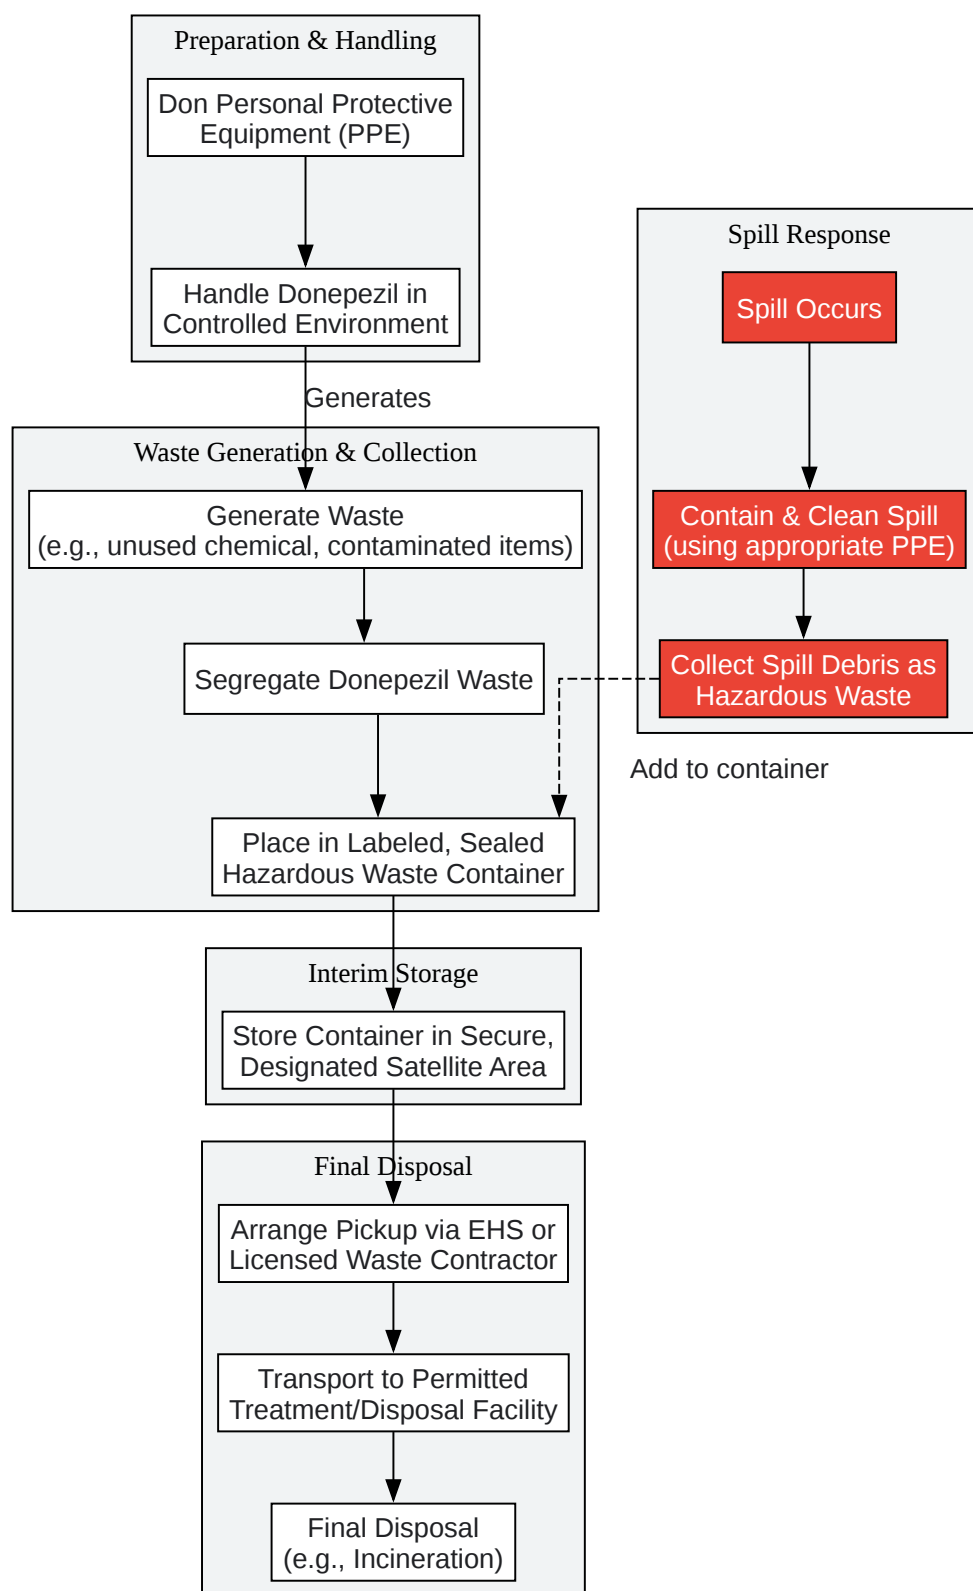 Preparation & Handling
Don Personal Protective
Equipment (PPE)
Handle Donepezil in
Controlled Environment
Generates
Waste Generation & Collection
Generate Waste
(e.g., unused chemical, contaminated items)
Segregate Donepezil Waste
Place in Labeled, Sealed
Hazardous Waste Container
Spill Response
Spill Occurs
Contain & Clean Spill
(using appropriate PPE)
Collect Spill Debris as
Hazardous Waste
Add to container
Interim Storage
Store Container in Secure,
Designated Satellite Area
Final Disposal
Arrange Pickup via EHS or
Licensed Waste Contractor
Transport to Permitted
Treatment/Disposal Facility
Final Disposal
(e.g., Incineration)